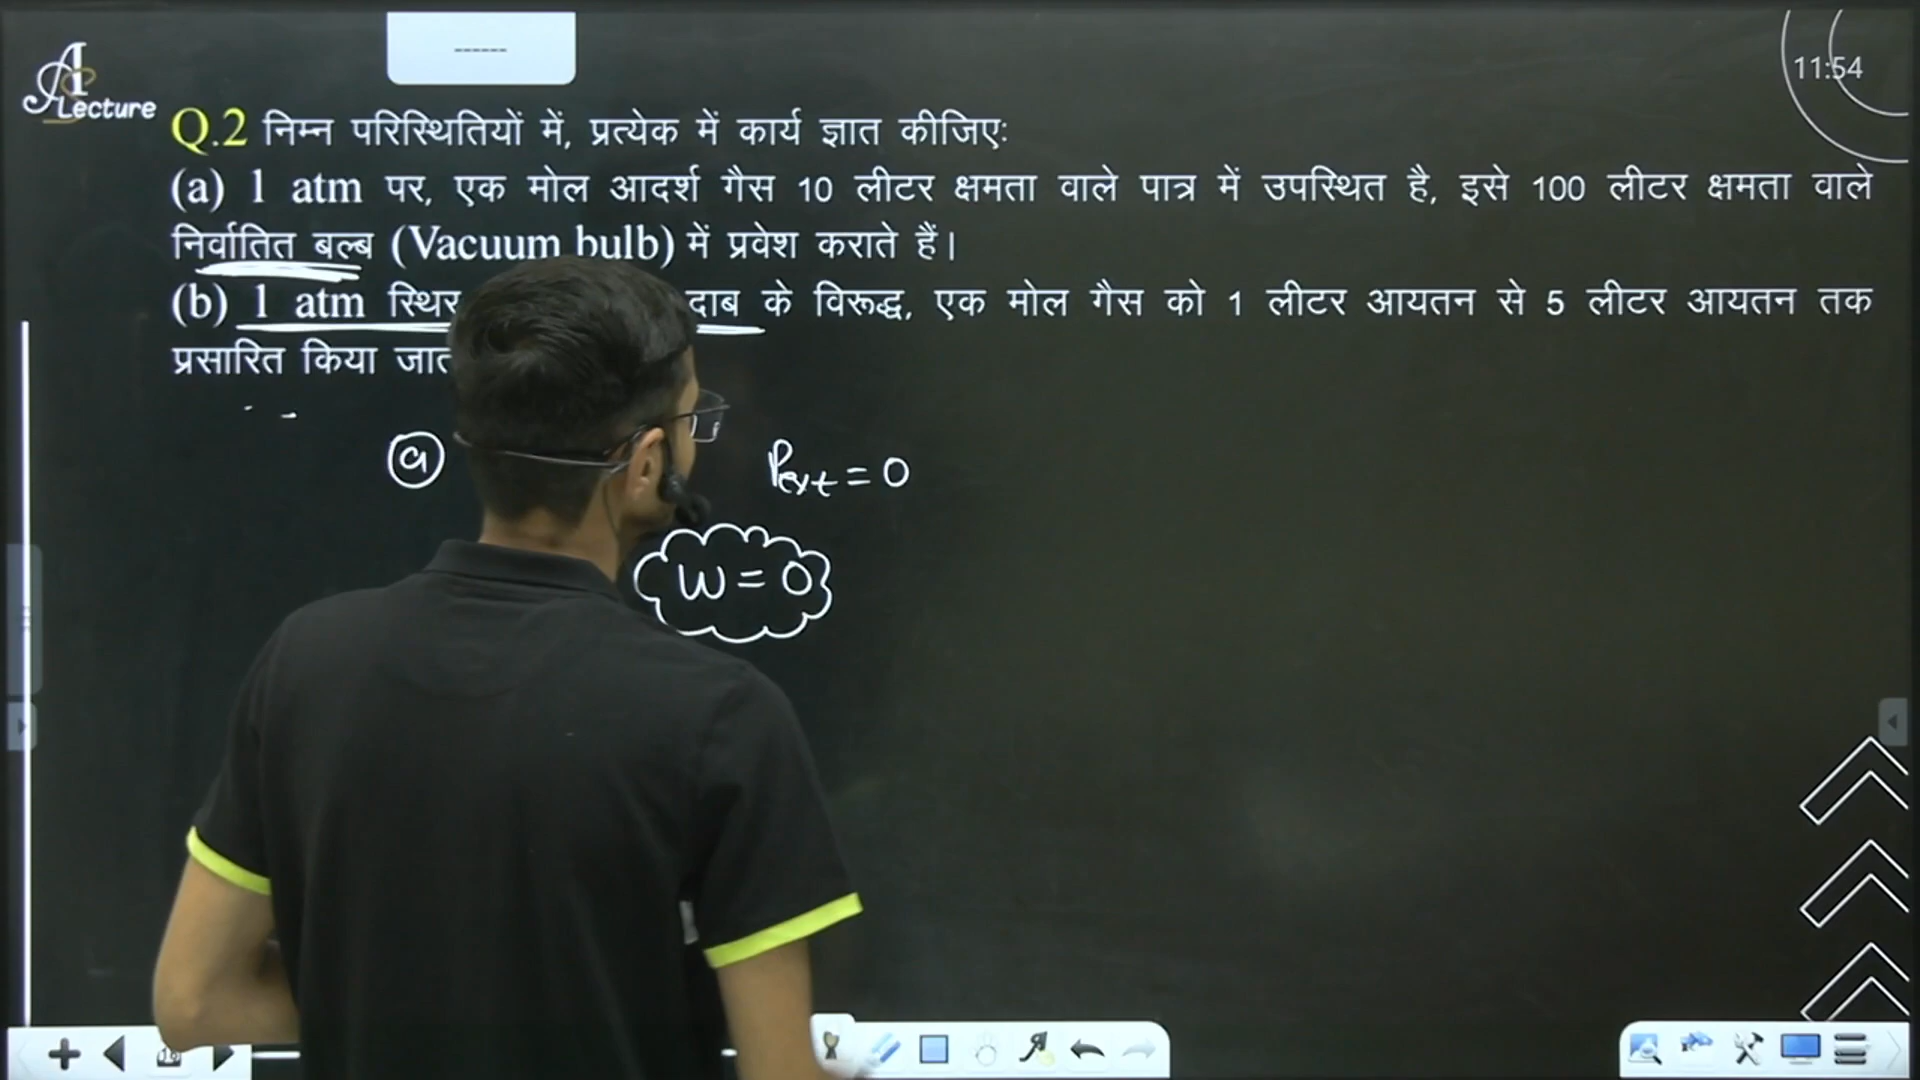 ------
11:54
A
S
Lecture
Q.2 निम्न परिस्थितियों में, प्रत्येक में कार्य ज्ञात कीजिए:
(a) 1 atm पर, एक मोल आदर्श गैस 10 लीटर क्षमता वाले पात्र में उपस्थित है, इसे 100 लीटर क्षमता वाले
निर्वातित बल्ब (Vacuum bulb) में प्रवेश कराते हैं।
(b) 1 atm स्थिर दाब के विरूद्ध, एक मोल गैस को 1 लीटर आयतन से 5 लीटर आयतन तक
प्रसारित किया
a Pext = 0
W = 0